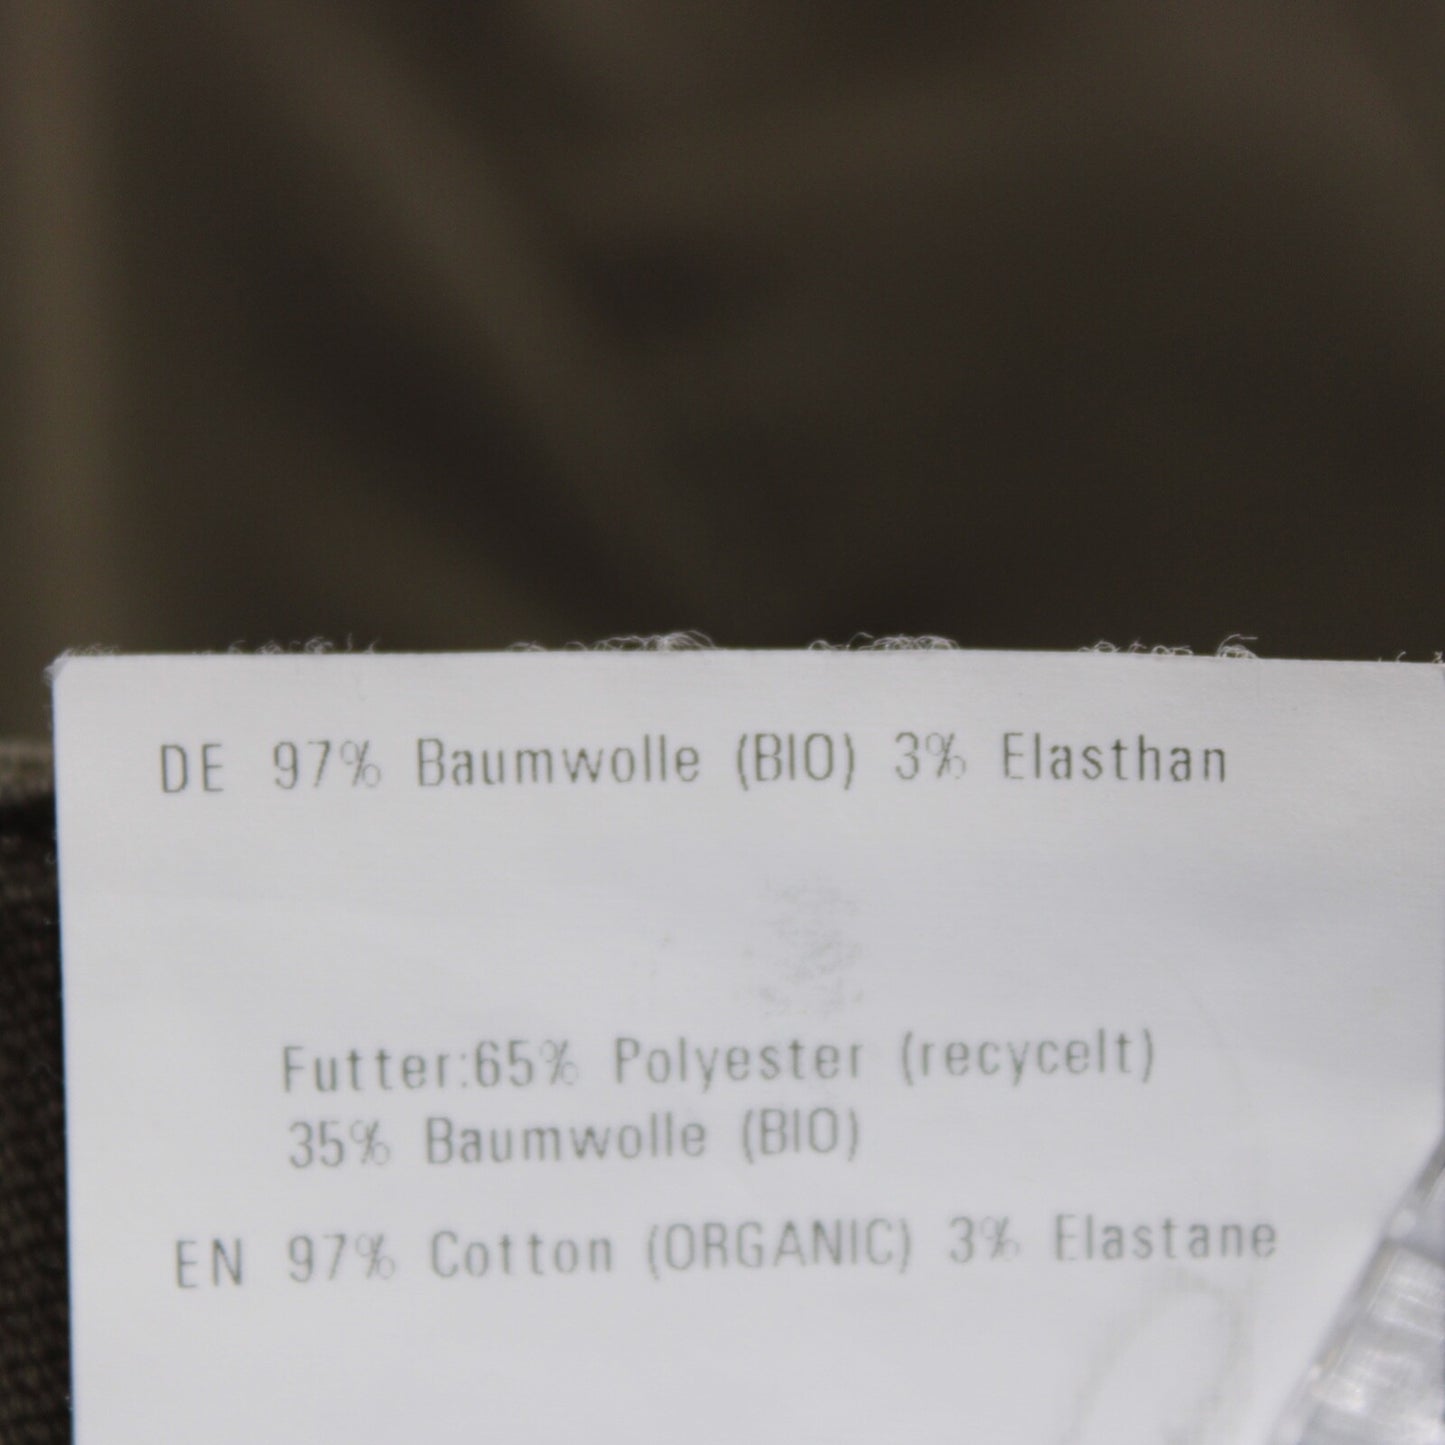 DE 97% Baumwolle (BIO) 3% Elasthan
Futter:65% Polyester (recycelt)
35% Baumwolle (BIO)
EN 97% Cotton (ORGANIC) 3% Elastane